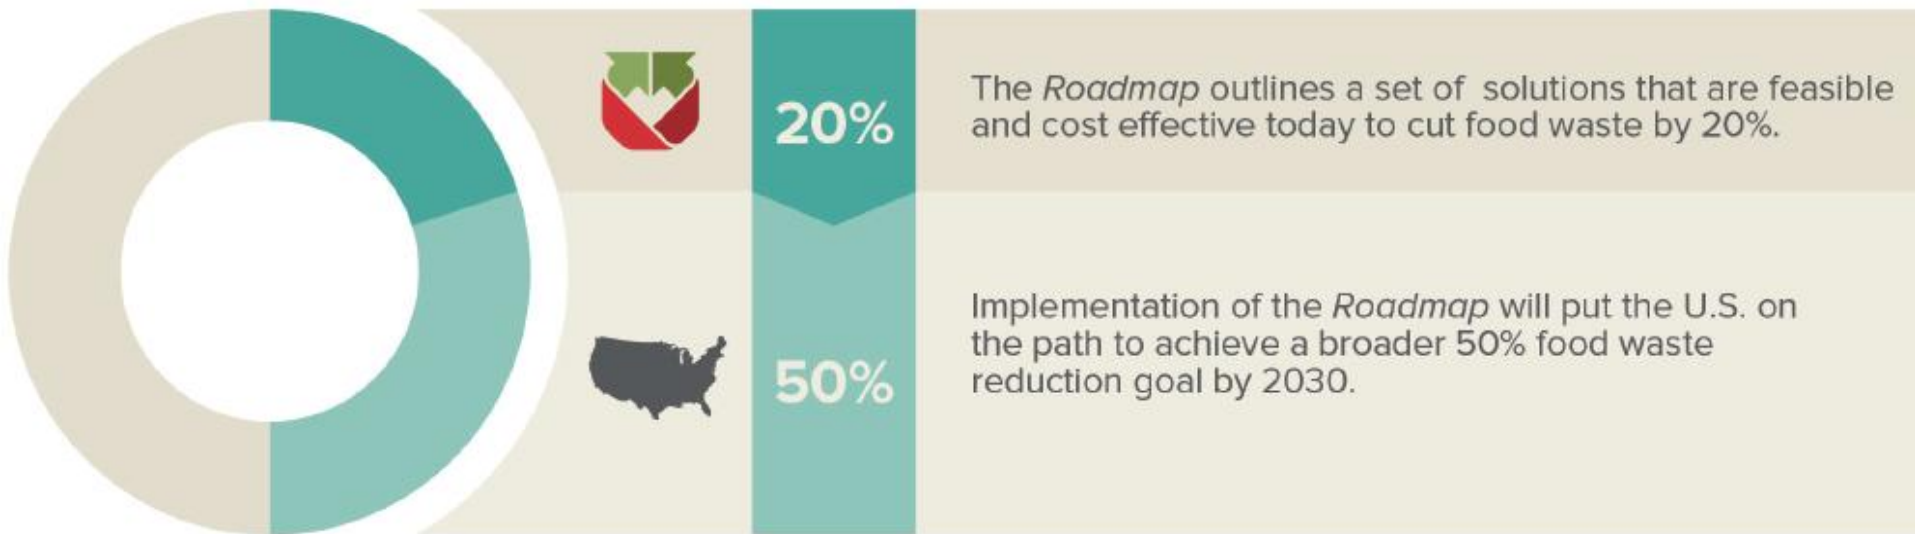 20%
The Roadmap outlines a set of solutions that are feasible
and cost effective today to cut food waste by 20%.
50%
Implementation of the Roadmap will put the U.S. on
the path to achieve a broader 50% food waste
reduction goal by 2030.